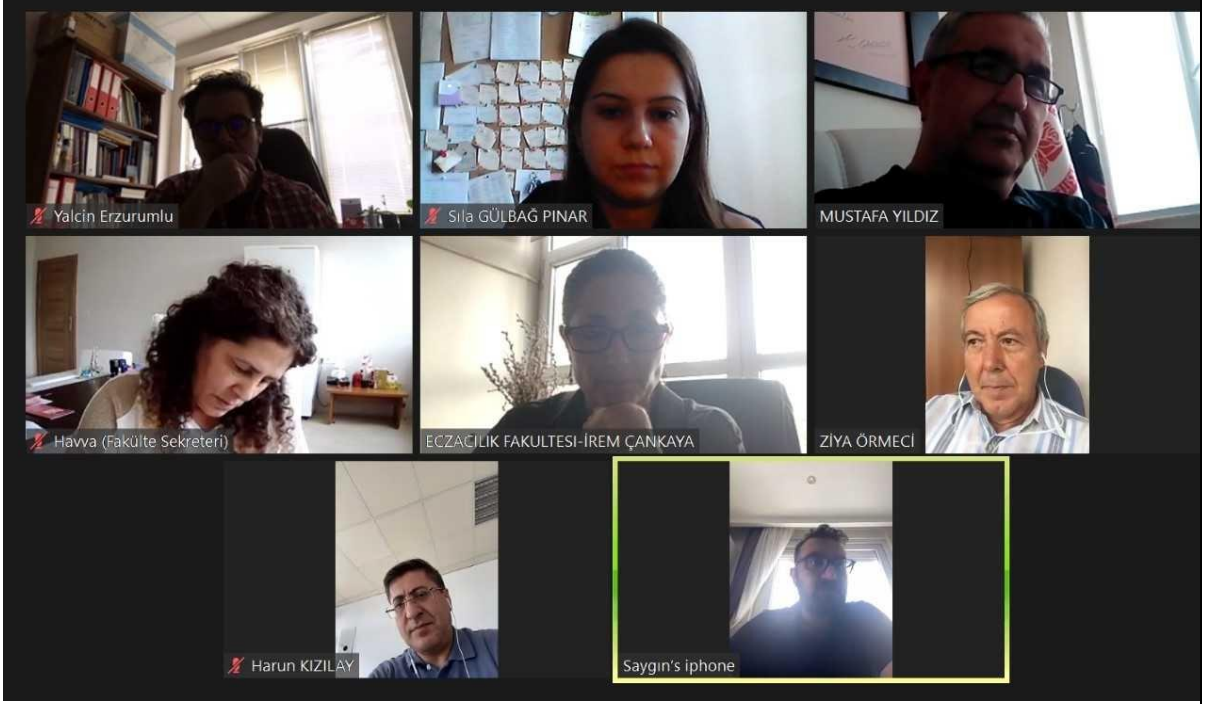 Yalcin Erzurumlu
Sıla GÜLBAĞ PINAR
MUSTAFA YILDIZ
Havva (Fakülte Sekreteri)
ECZACILIK FAKULTESI-İREM ÇANKAYA
ZİYA ÖRMECİ
Harun KIZILAY
Saygın's iphone